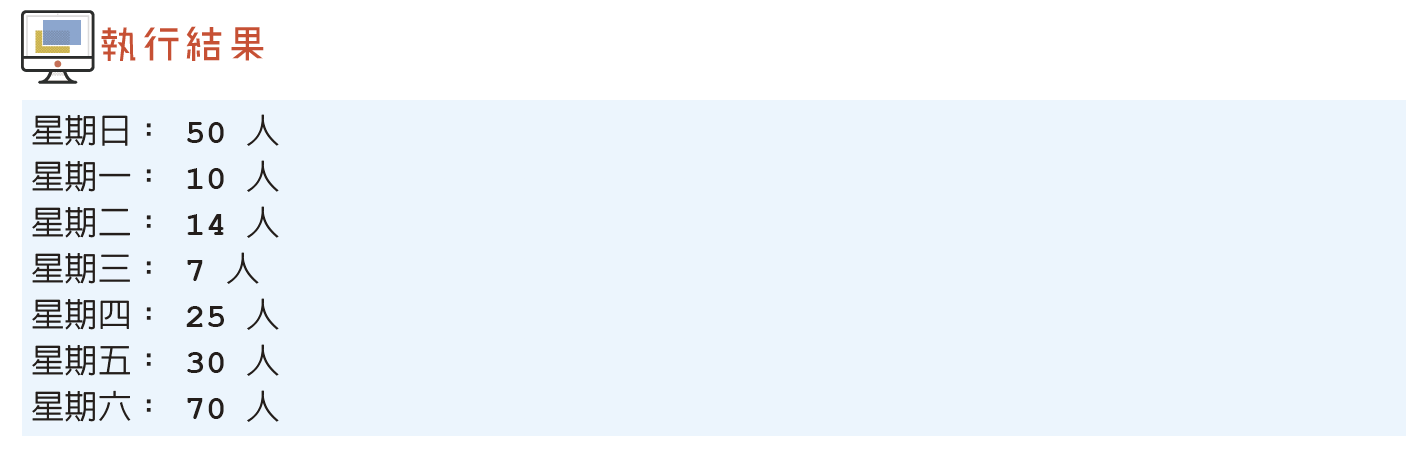 執行結果
星期日： 50 人
星期一： 10 人
星期二： 14 人
星期三： 7 人
星期四： 25 人
星期五： 30 人
星期六： 70 人